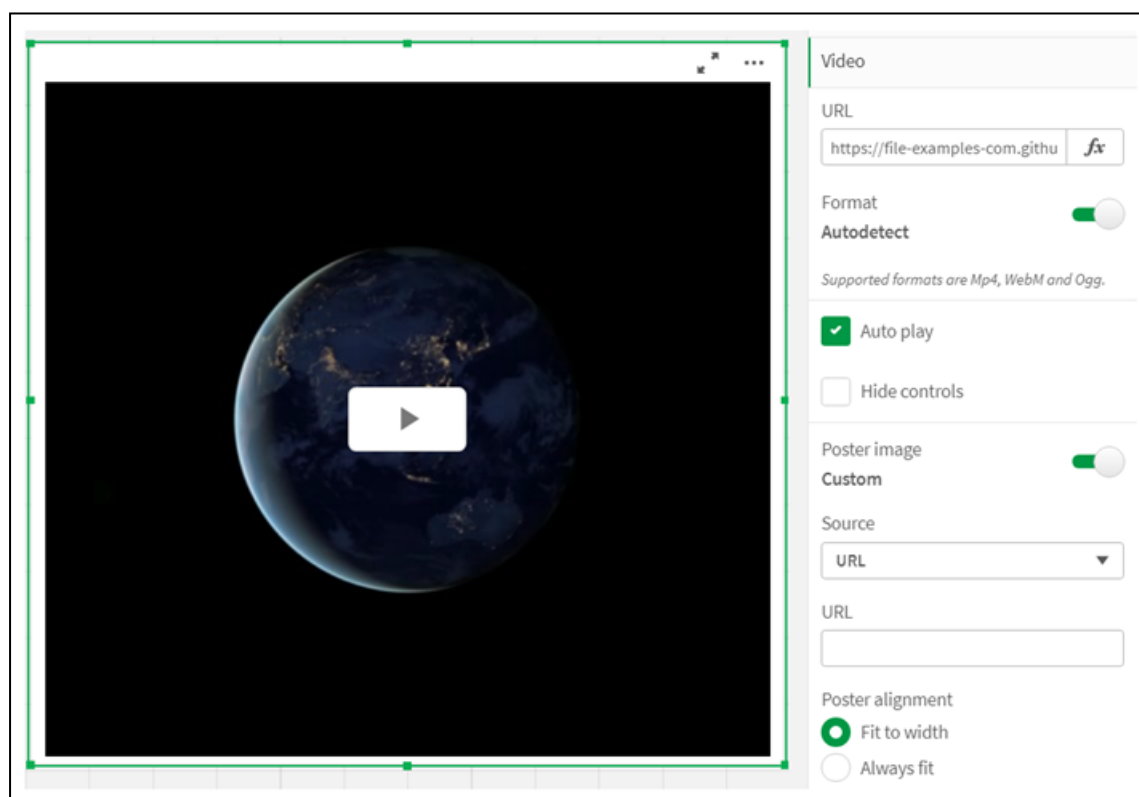 Video
URL
https://file-examples-com.githu
fx
Format
Autodetect
Supported formats are Mp4, WebM and Ogg.
Auto play
Hide controls
Poster image
Custom
Source
URL
URL
Poster alignment
Fit to width
Always fit